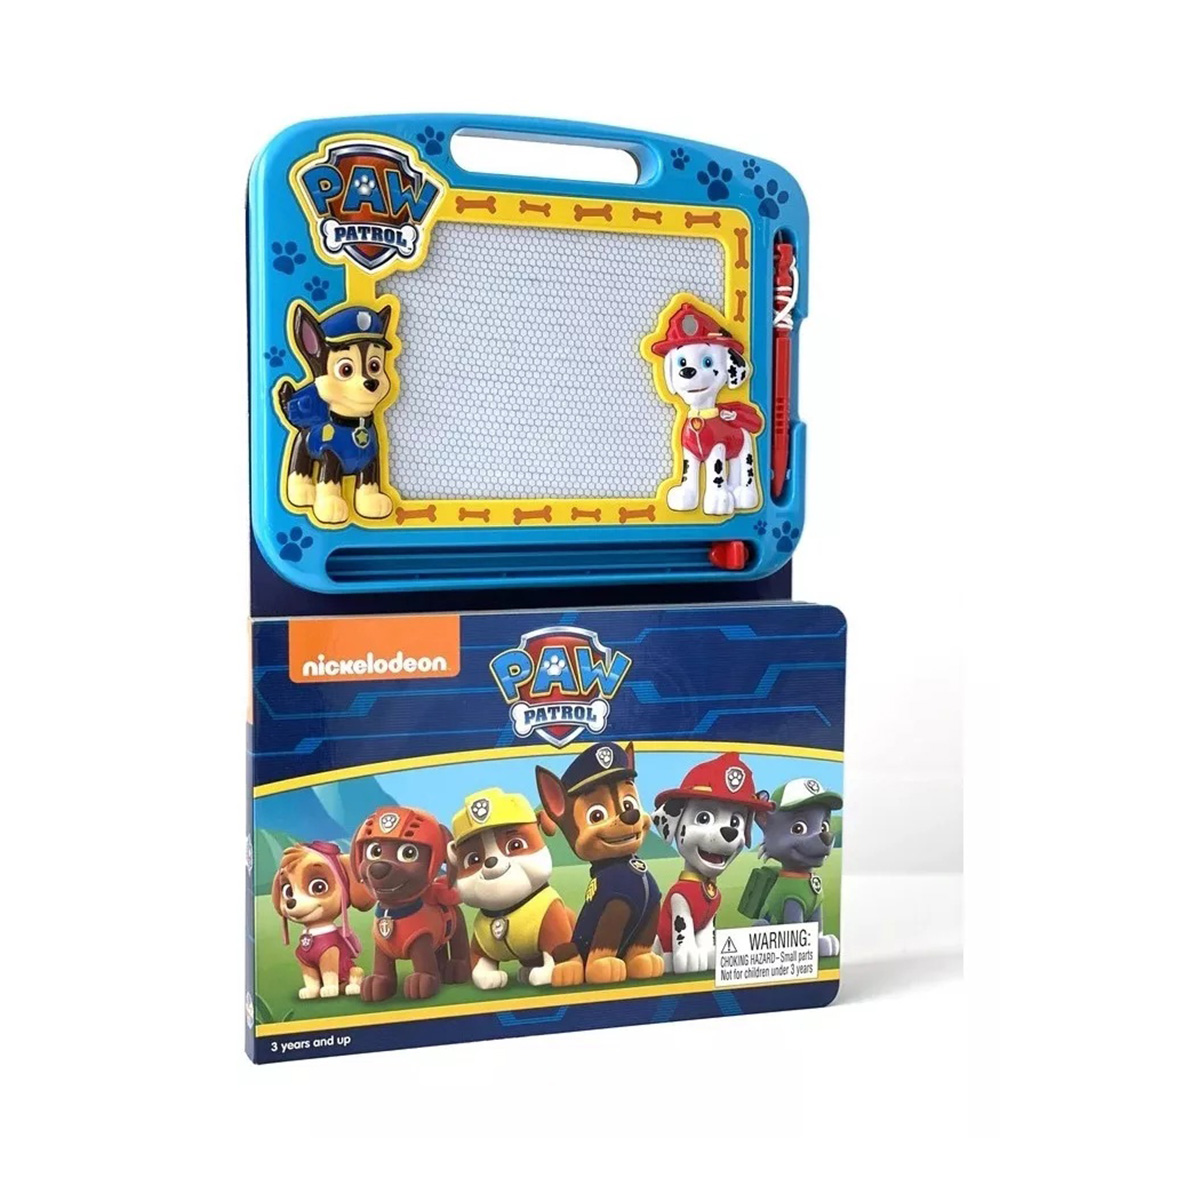 PAW
PATROL
nickelodeon
PAW
PATROL
WARNING:
CHOKING HAZARD–Small parts
Not for children under 3 years
3 years and up